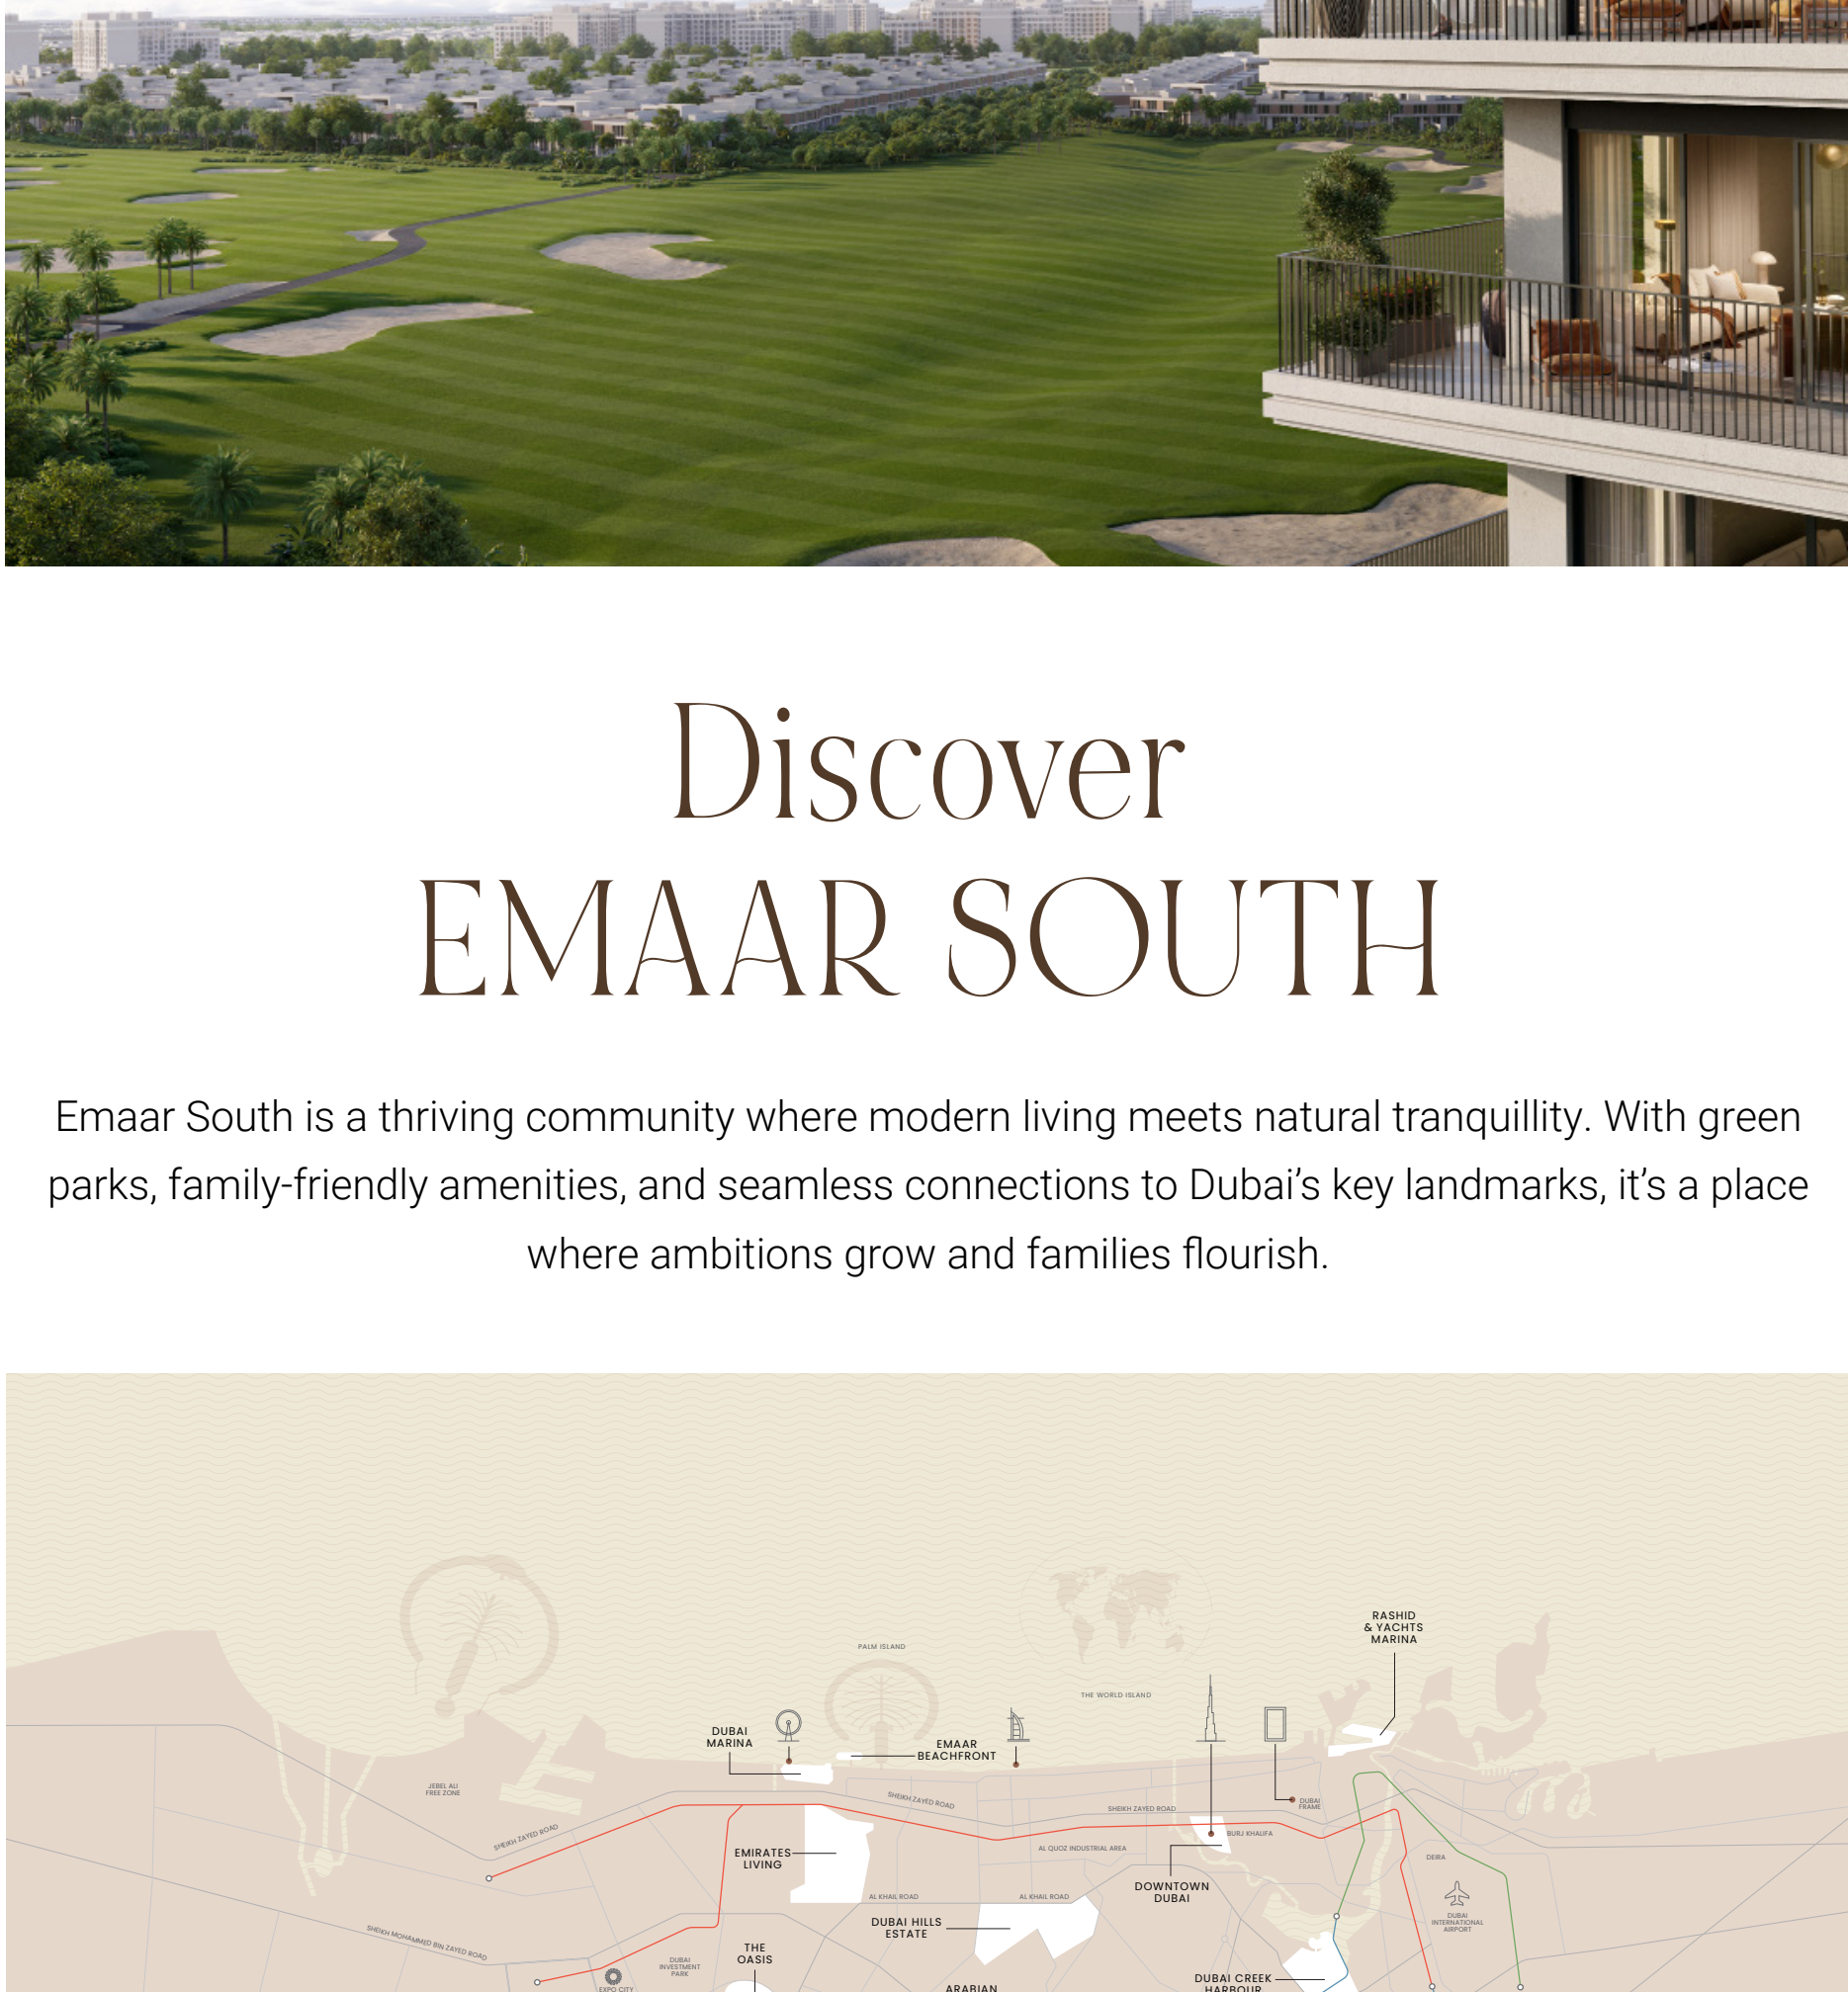 Discover
EMAAR SOUTH
Emaar South is a thriving community where modern living meets natural tranquillity. With green
parks, family-friendly amenities, and seamless connections to Dubai’s key landmarks, it’s a place
where ambitions grow and families flourish.
RASHID
& YACHTS
MARINA
PALM ISLAND
THE WORLD ISLAND
DUBAI
MARINA
EMAAR
BEACHFRONT
JEBEL ALI
FREE ZONE
SHEIKH ZAYED ROAD
SHEIKH ZAYED ROAD
SHEIKH ZAYED ROAD
DUBAI
FRAME
BURJ KHALIFA
AL QUOZ INDUSTRIAL AREA
EMIRATES
LIVING
DEIRA
DOWNTOWN
DUBAI
AL KHAIL ROAD
AL KHAIL ROAD
DUBAI HILLS
ESTATE
DUBAI
INTERNATIONAL
AIRPORT
SHEIKH MOHAMMED BIN ZAYED ROAD
THE
OASIS
DUBAI
INVESTMENT
PARK
EXPO CITY
ARABIAN
DUBAI CREEK
HARBOUR